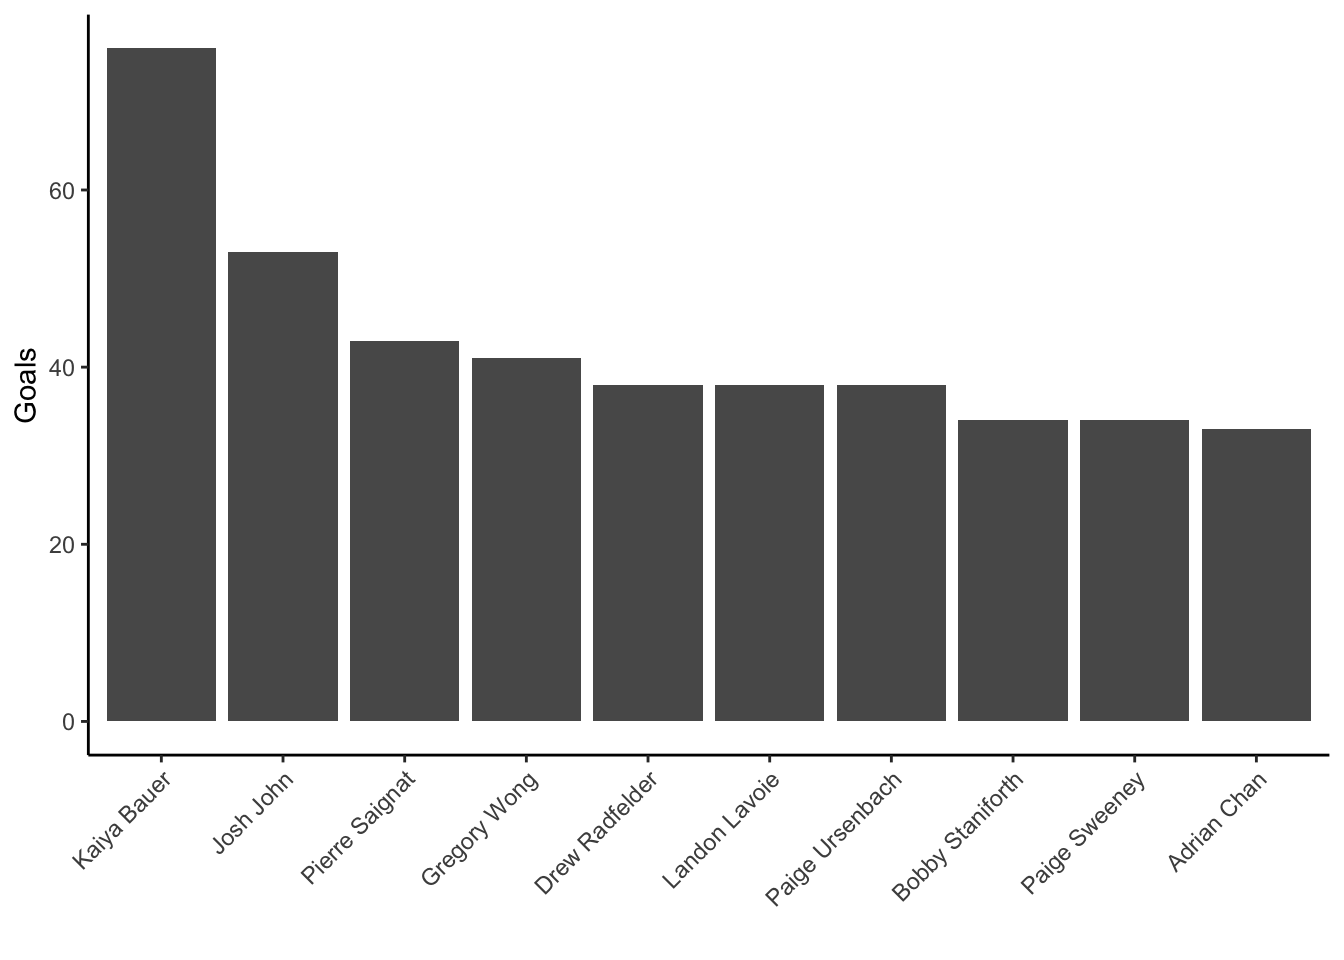 Goals
60
40
20
0
Kaiya Bauer
Josh John
Pierre Saignat
Gregory Wong
Drew Radfelder
Landon Lavoie
Paige Ursenbach
Bobby Staniforth
Paige Sweeney
Adrian Chan